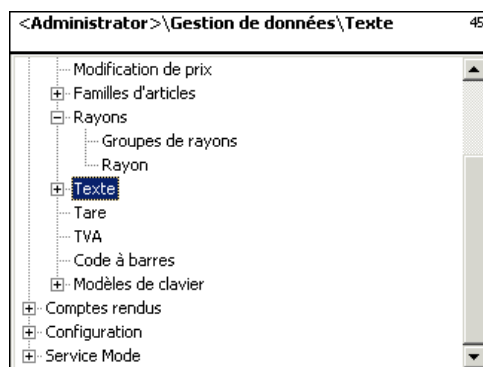 <Administrator>\Gestion de données\Texte 45
Modification de prix
Familles d'articles
Rayons
Groupes de rayons
Rayon
Texte
Tare
TVA
Code à barres
Modèles de clavier
Comptes rendus
Configuration
Service Mode